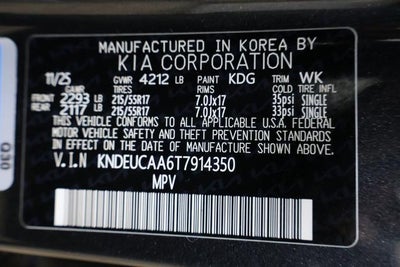 MANUFACTURED IN KOREA BY
KIA CORPORATION
11/25 GVWR 4212 LB PAINT KDG TRIM WK
GAWR TIRES RIMS COLD TIRE INFL
FRONT 2293 LB 215/55R17 7.0Jx17 35psi SINGLE
REAR 2117 LB 215/55R17 7.0Jx17 33psi SINGLE
THIS VEHICLE CONFORMS TO ALL APPLICABLE U.S.A. FEDERAL
MOTOR VEHICLE SAFETY AND THEFT PREVENTION STANDARDS
IN EFFECT ON THE DATE OF MANUFACTURE SHOWN ABOVE.
V.I.N KNDEUCAA6T7914350
MPV
Q30